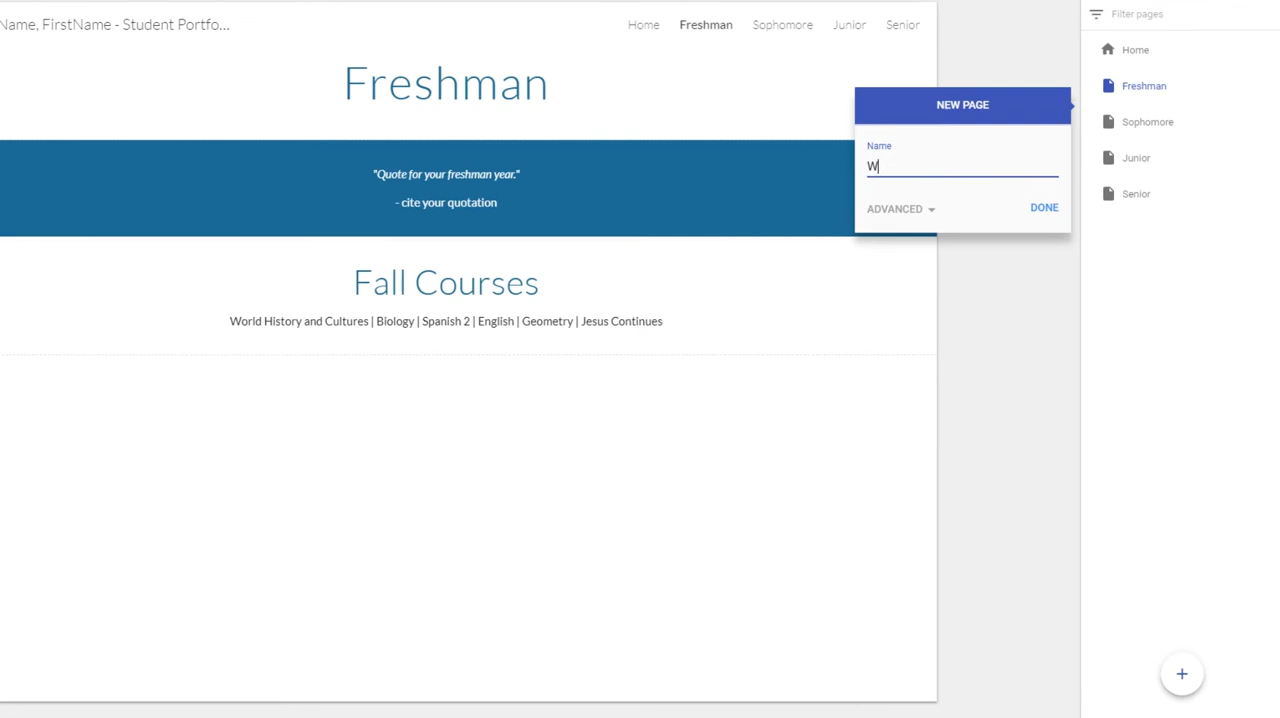 Name, FirstName - Student Portfo...
Home Freshman Sophomore Junior Senior
Freshman
"Quote for your freshman year."
- cite your quotation
Fall Courses
World History and Cultures | Biology | Spanish 2 | English | Geometry | Jesus Continues
NEW PAGE
Name
W
ADVANCED DONE
Filter pages
Home
Freshman
Sophomore
Junior
Senior